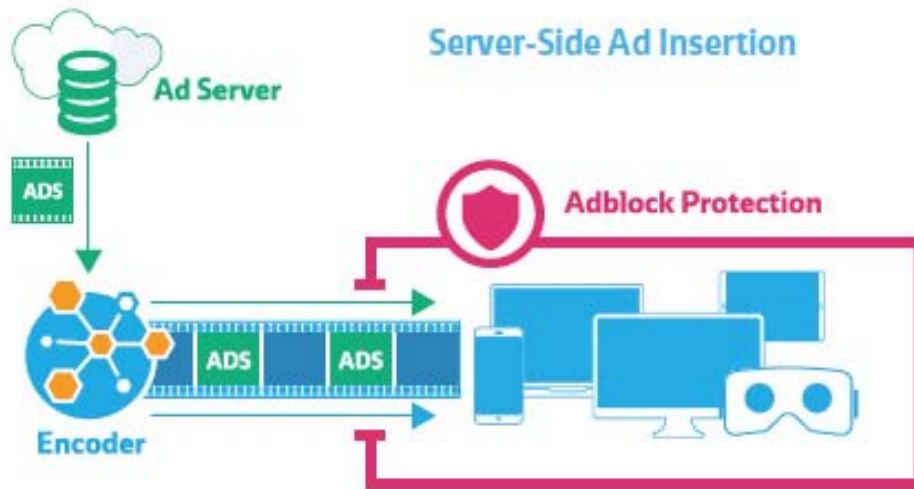 Server-Side Ad Insertion
Ad Server
ADS
Adblock Protection
ADS
ADS
Encoder